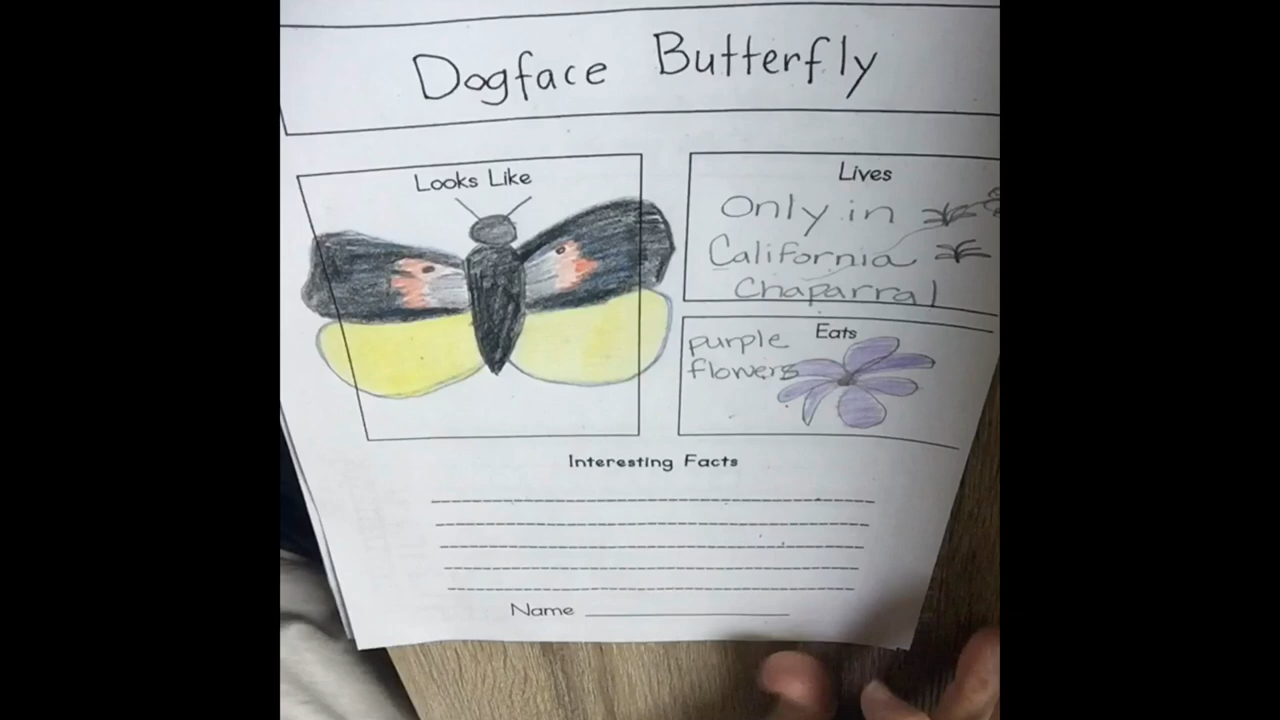 Dogface Butterfly
Looks Like
Lives
Only in
California
Chaparral
Eats
purple
flowers
Interesting Facts
Name